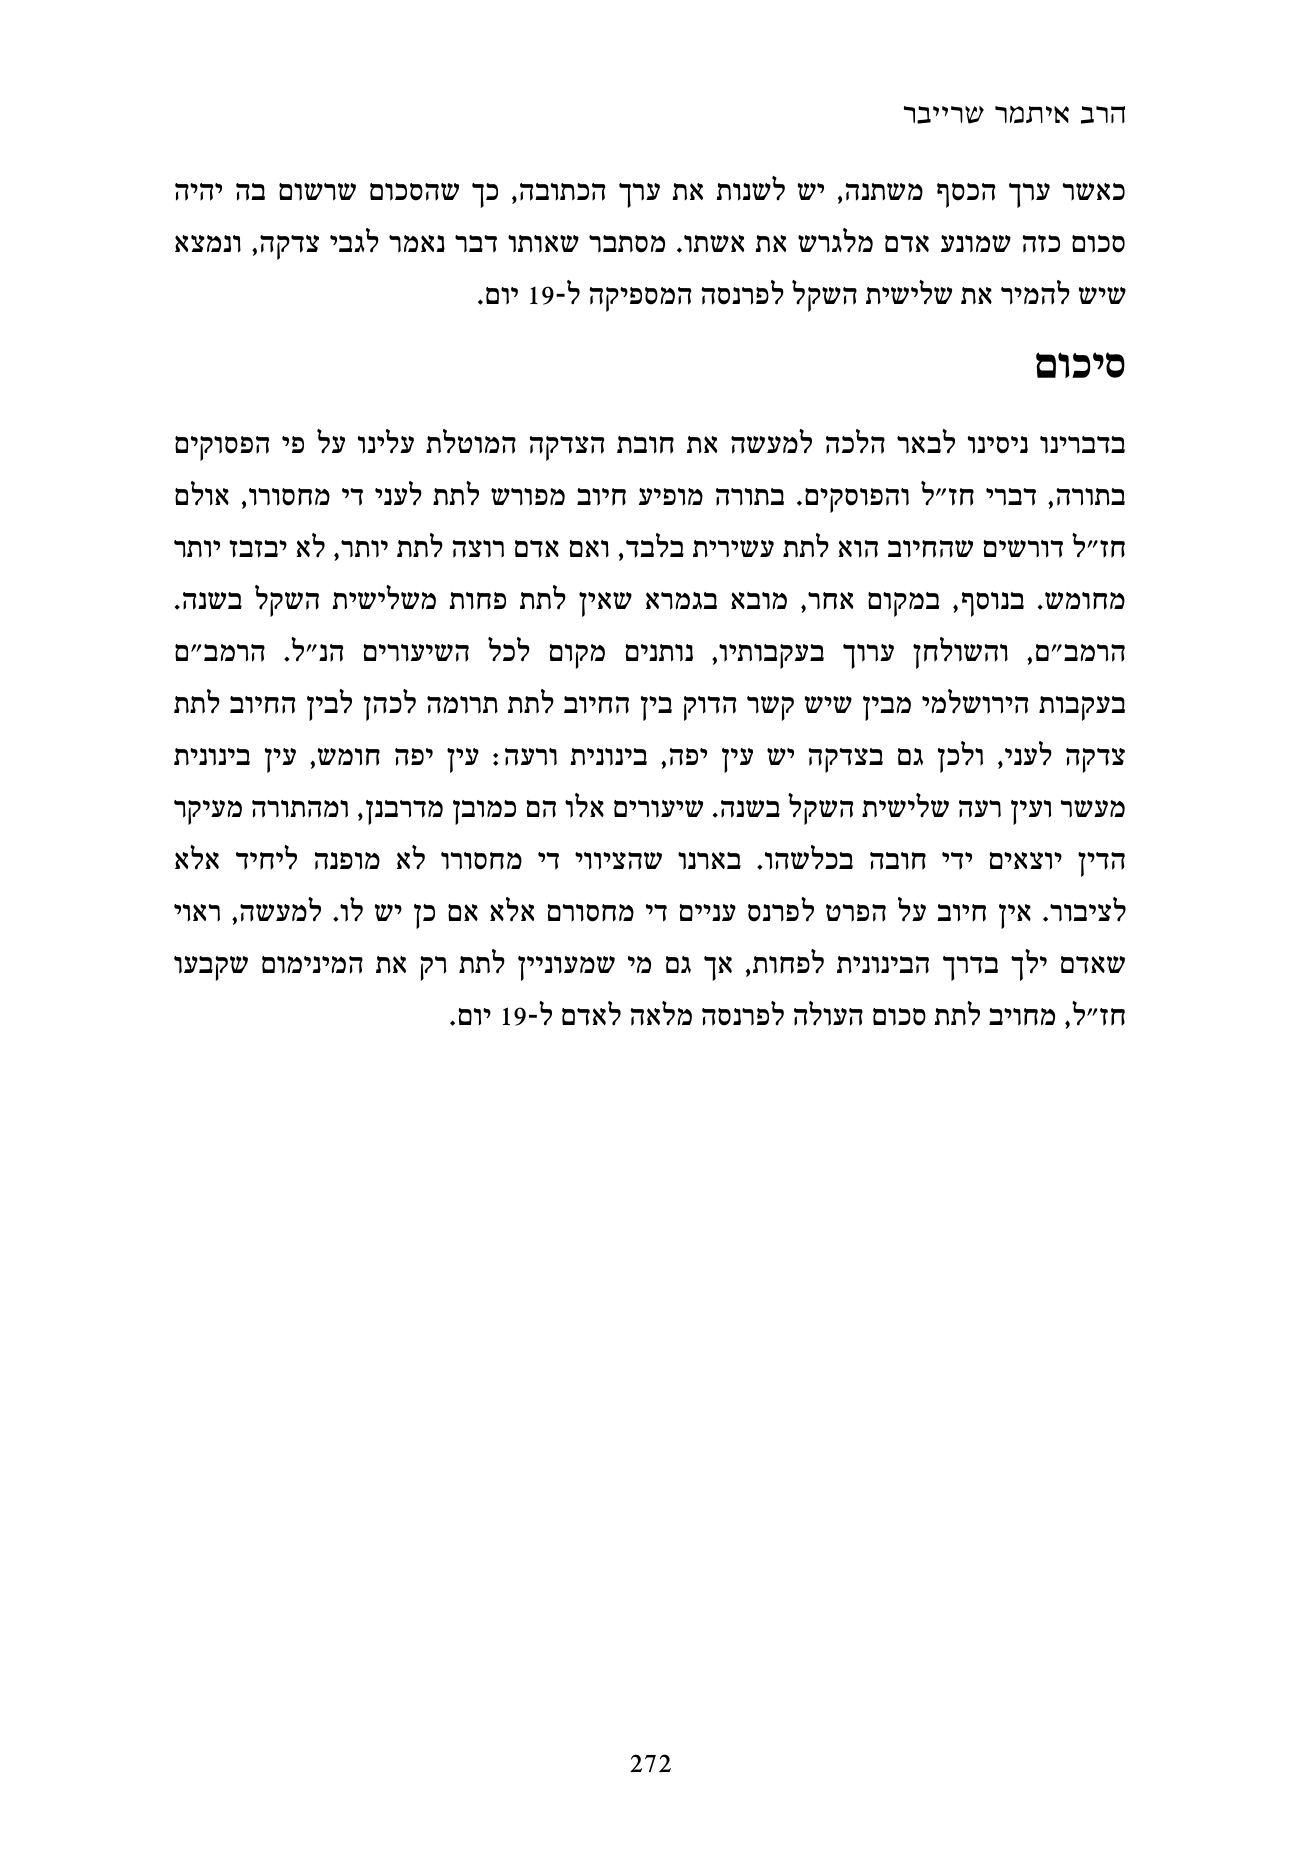 הרב איתמר שרייבר
כאשר ערך הכסף משתנה, יש לשנות את ערך הכתובה, כך שהסכום שרשום בה יהיה
סכום כזה שמונע אדם מלגרש את אשתו. מסתבר שאותו דבר נאמר לגבי צדקה, ונמצא
שיש להמיר את שלישית השקל לפרנסה המספיקה ל-19 יום.
סיכום
בדברינו ניסינו לבאר הלכה למעשה את חובת הצדקה המוטלת עלינו על פי הפסוקים
בתורה, דברי חז״ל והפוסקים. בתורה מופיע חיוב מפורש לתת לעני די מחסורו, אולם
חז״ל דורשים שהחיוב הוא לתת עשירית בלבד, ואם אדם רוצה לתת יותר, לא יבזבז יותר
מחומש. בנוסף, במקום אחר, מובא בגמרא שאין לתת פחות משלישית השקל בשנה.
הרמב״ם, והשולחן ערוך בעקבותיו, נותנים מקום לכל השיעורים הנ״ל. הרמב״ם
בעקבות הירושלמי מבין שיש קשר הדוק בין החיוב לתת תרומה לכהן לבין החיוב לתת
צדקה לעני, ולכן גם בצדקה יש עין יפה, בינונית ורעה: עין יפה חומש, עין בינונית
מעשר ועין רעה שלישית השקל בשנה. שיעורים אלו הם כמובן מדרבנן, ומהתורה מעיקר
הדין יוצאים ידי חובה בכלשהו. בארנו שהציווי די מחסורו לא מופנה ליחיד אלא
לציבור. אין חיוב על הפרט לפרנס עניים די מחסורם אלא אם כן יש לו. למעשה, ראוי
שאדם ילך בדרך הבינונית לפחות, אך גם מי שמעוניין לתת רק את המינימום שקבעו
חז״ל, מחויב לתת סכום העולה לפרנסה מלאה לאדם ל-19 יום.
272